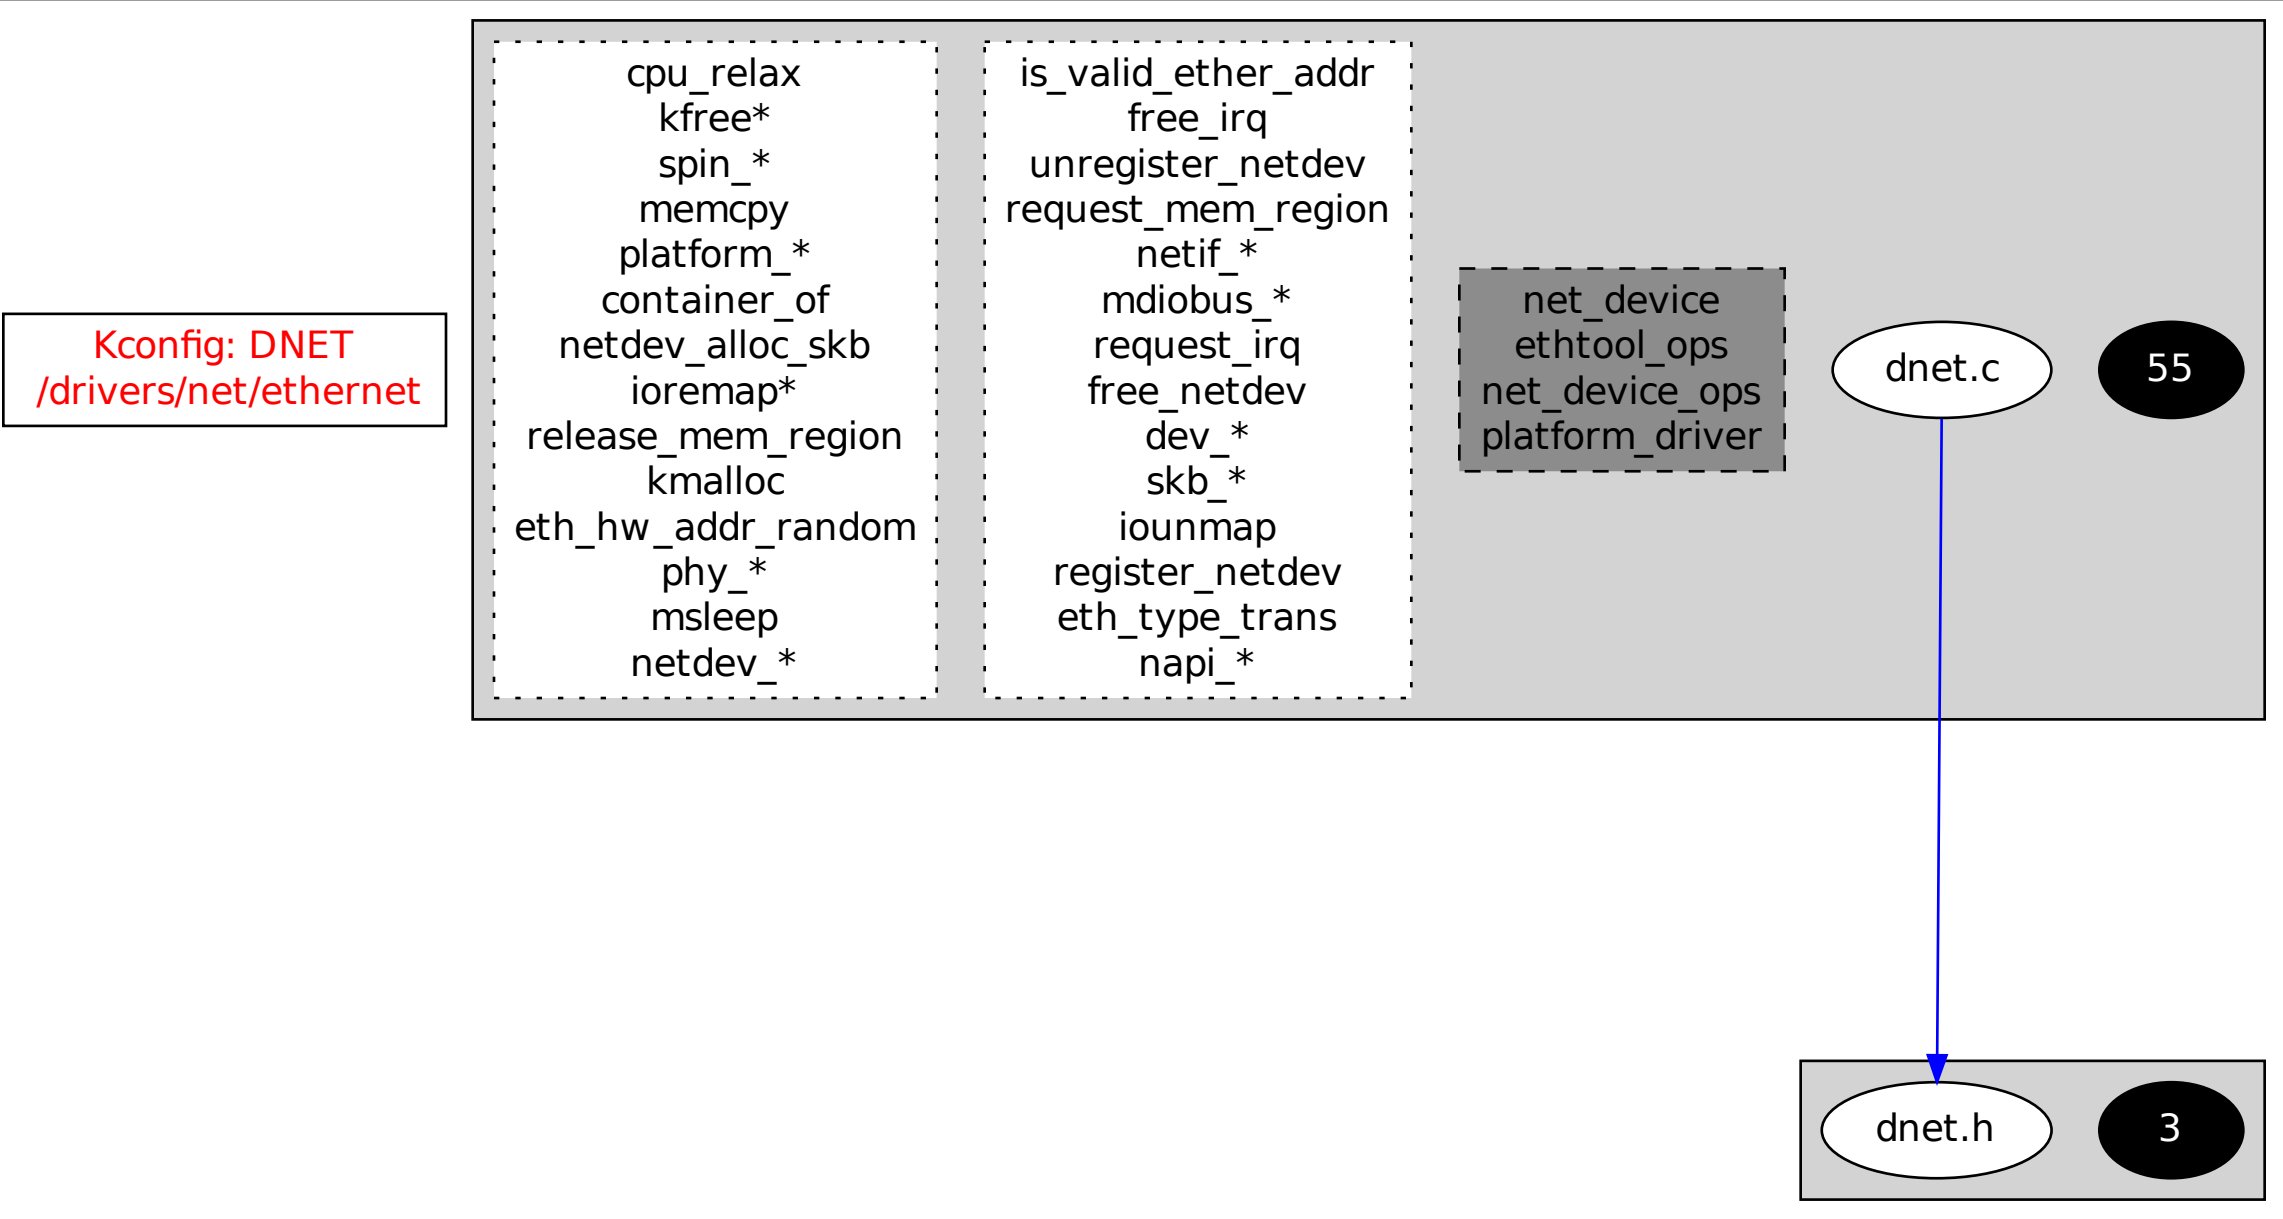 Kconfig: DNET
/drivers/net/ethernet
cpu_relax
kfree*
spin_*
memcpy
platform_*
container_of
netdev_alloc_skb
ioremap*
release_mem_region
kmalloc
eth_hw_addr_random
phy_*
msleep
netdev_*
is_valid_ether_addr
free_irq
unregister_netdev
request_mem_region
netif_*
mdiobus_*
request_irq
free_netdev
dev_*
skb_*
iounmap
register_netdev
eth_type_trans
napi_*
net_device
ethtool_ops
net_device_ops
platform_driver
dnet.c
55
dnet.h
3